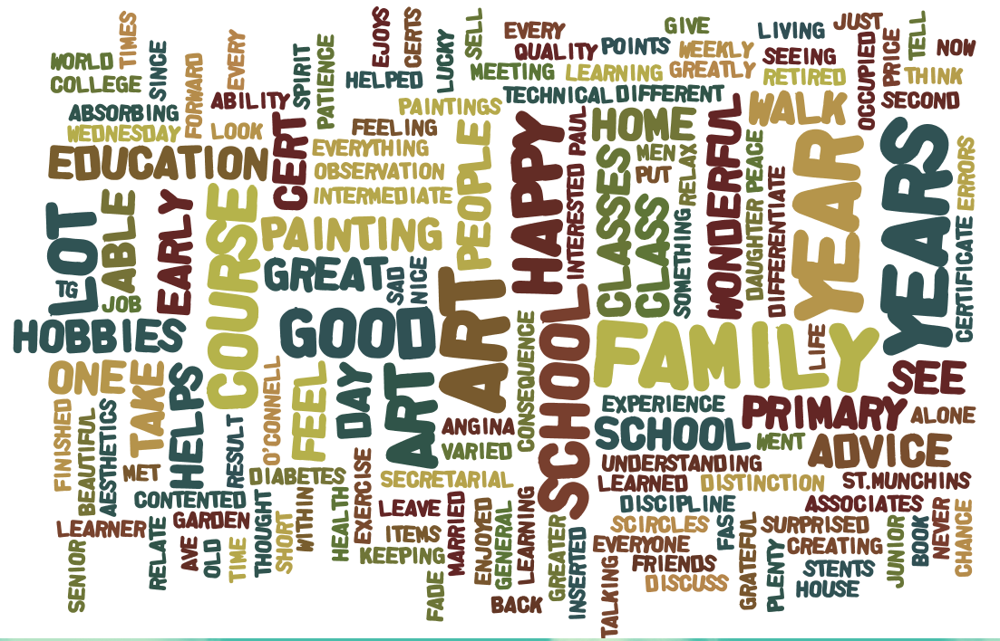 TIMES
EJOYS
CERTS
SELL
EVERY
GIVE
LIVING
JUST
TELL
WORLD
SINCE
EVERY
SPIRIT
PATIENCE
LUCKY
QUALITY
POINTS
WEEKLY
SEEING
OCCUPIED
PRICE
NOW
COLLEGE
FORWARD
HELPED
MEETING
LEARNING
GREATLY
RETIRED
THINK
ABSORBING
ABILITY
PAINTINGS
TECHNICAL
DIFFERENT
WALK
SECOND
WEDNESDAY
LOOK
CERT
FEELING
PEOPLE
HAPPY
PAUL
HOME
WONDERFUL
YEAR
YEARS
EDUCATION
EVERYTHING
MEN
RELAX
PEACE
ERRORS
OBSERVATION
INTERESTED
CLASSES
PUT
DIFFERENTIATE
LOT
ABLE
EARLY
COURSE
INTERMEDIATE
CLASS
SOMETHING
DAUGHTER
CERTIFICATE
PAINTING
TG
JOB
GREAT
SAD
NICE
ART
SCHOOL
HOBBIES
GOOD
CONSEQUENCE
FAMILY
LIFE
ONE
TAKE
HELPS
O'CONNELL
FEEL
DAY
ART
SEE
FINISHED
BEAUTIFUL
AESTHETICS
RESULT
ANGINA
EXPERIENCE
PRIMARY
ALONE
MET
DIABETES
EXERCISE
VARIED
SCHOOL
WENT
ADVICE
SECRETARIAL
UNDERSTANDING
CONTENTED
WITHIN
HEALTH
LEARNED
DISTINCTION
ST.MUNCHINS
LEARNER
GARDEN
THOUGHT
SHORT
LEAVE
MARRIED
ENJOYED
GENERAL
LEARNING
DISCIPLINE
ASSOCIATES
SENIOR
RELATE
AVE
OLD
TIME
ITEMS
GREATER
INSERTED
SCIRCLES
FAS
GRATEFUL
SURPRISED
JUNIOR
BOOK
NEVER
CHANCE
KEEPING
EVERYONE
PLENTY
CREATING
FADE
BACK
TALKING
FRIENDS
STENTS
DISCUSS
HOUSE